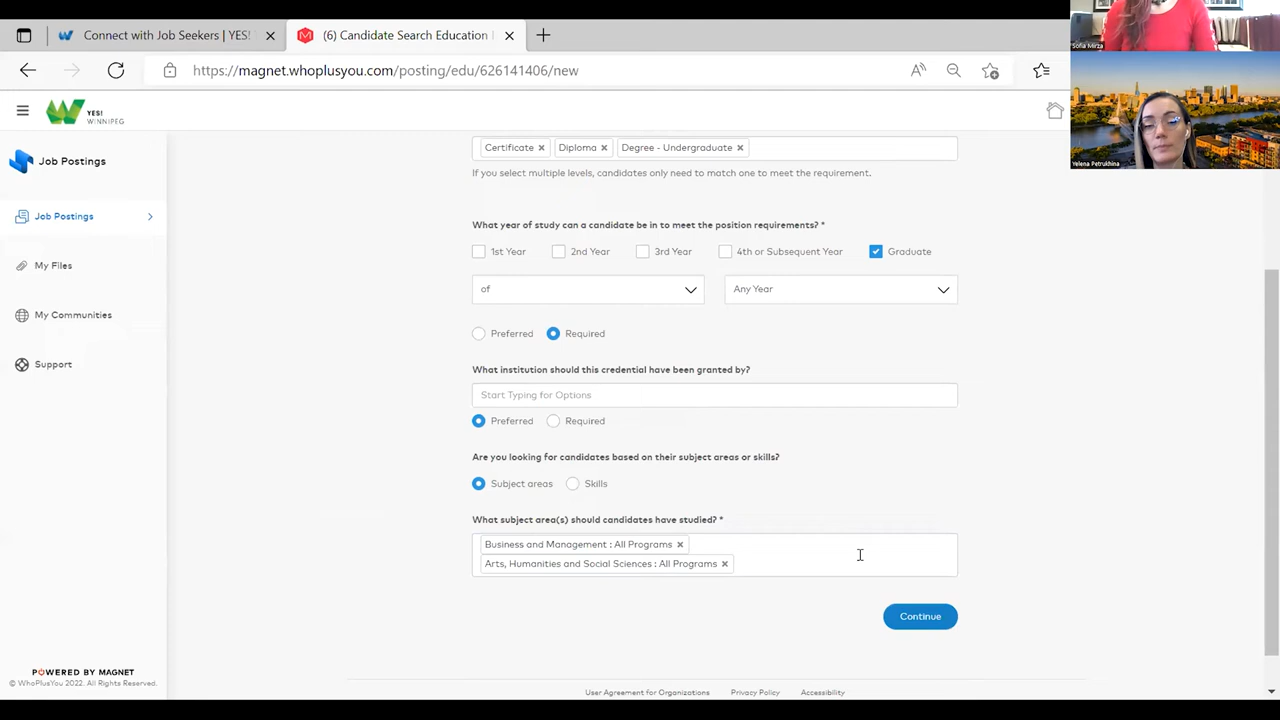 Connect with Job Seekers | YES!
(6) Candidate Search Education
https://magnet.whoplusyou.com/posting/edu/626141406/new
Sofia Mirza
Yelena Petrukhina
YES!
WINNIPEG
Job Postings
Job Postings
My Files
My Communities
Support
Certificate
Diploma
Degree - Undergraduate
If you select multiple levels, candidates only need to match one to meet the requirement.
What year of study can a candidate be in to meet the position requirements? *
1st Year
2nd Year
3rd Year
4th or Subsequent Year
Graduate
of
Any Year
Preferred
Required
What institution should this credential have been granted by?
Start Typing for Options
Preferred
Required
Are you looking for candidates based on their subject areas or skills?
Subject areas
Skills
What subject area(s) should candidates have studied? *
Business and Management : All Programs
Arts, Humanities and Social Sciences : All Programs
Continue
POWERED BY MAGNET
© WhoPlusYou 2022. All Rights Reserved.
User Agreement for Organizations
Privacy Policy
Accessibility